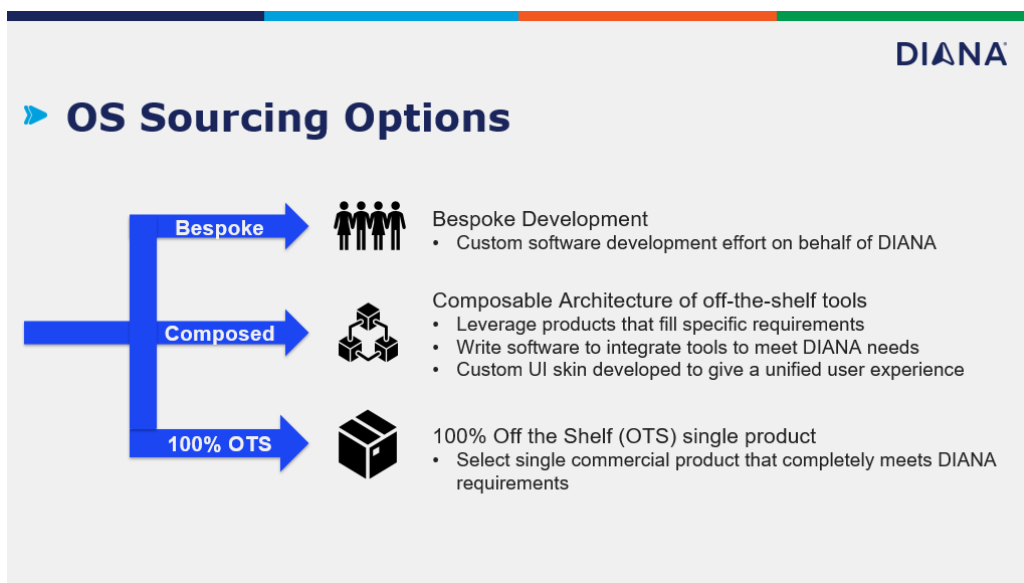 DIANA
OS Sourcing Options
Bespoke
Bespoke Development
• Custom software development effort on behalf of DIANA
Composed
Composable Architecture of off-the-shelf tools
• Leverage products that fill specific requirements
• Write software to integrate tools to meet DIANA needs
• Custom UI skin developed to give a unified user experience
100% OTS
100% Off the Shelf (OTS) single product
• Select single commercial product that completely meets DIANA
requirements